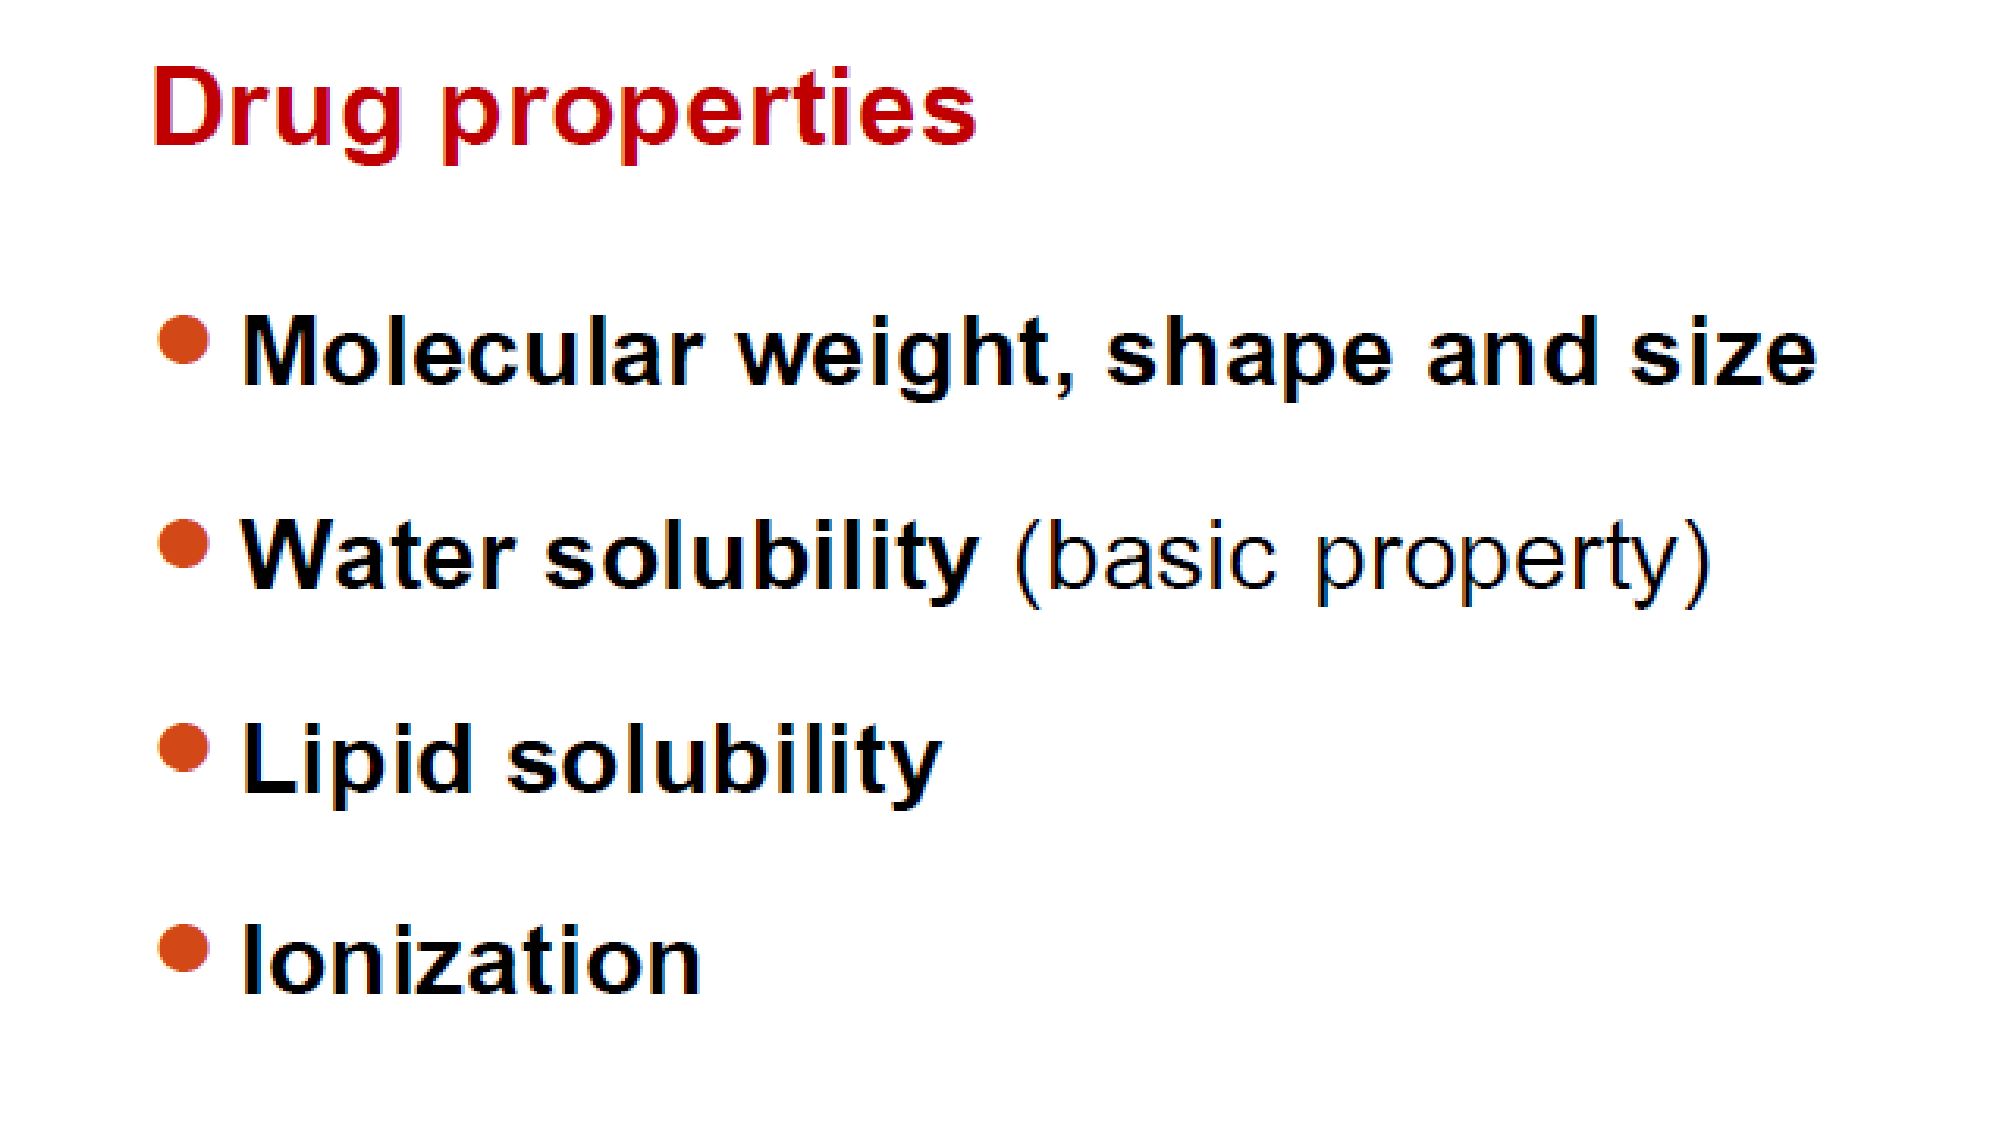 Drug properties
• Molecular weight, shape and size
• Water solubility (basic property)
• Lipid solubility
• Ionization